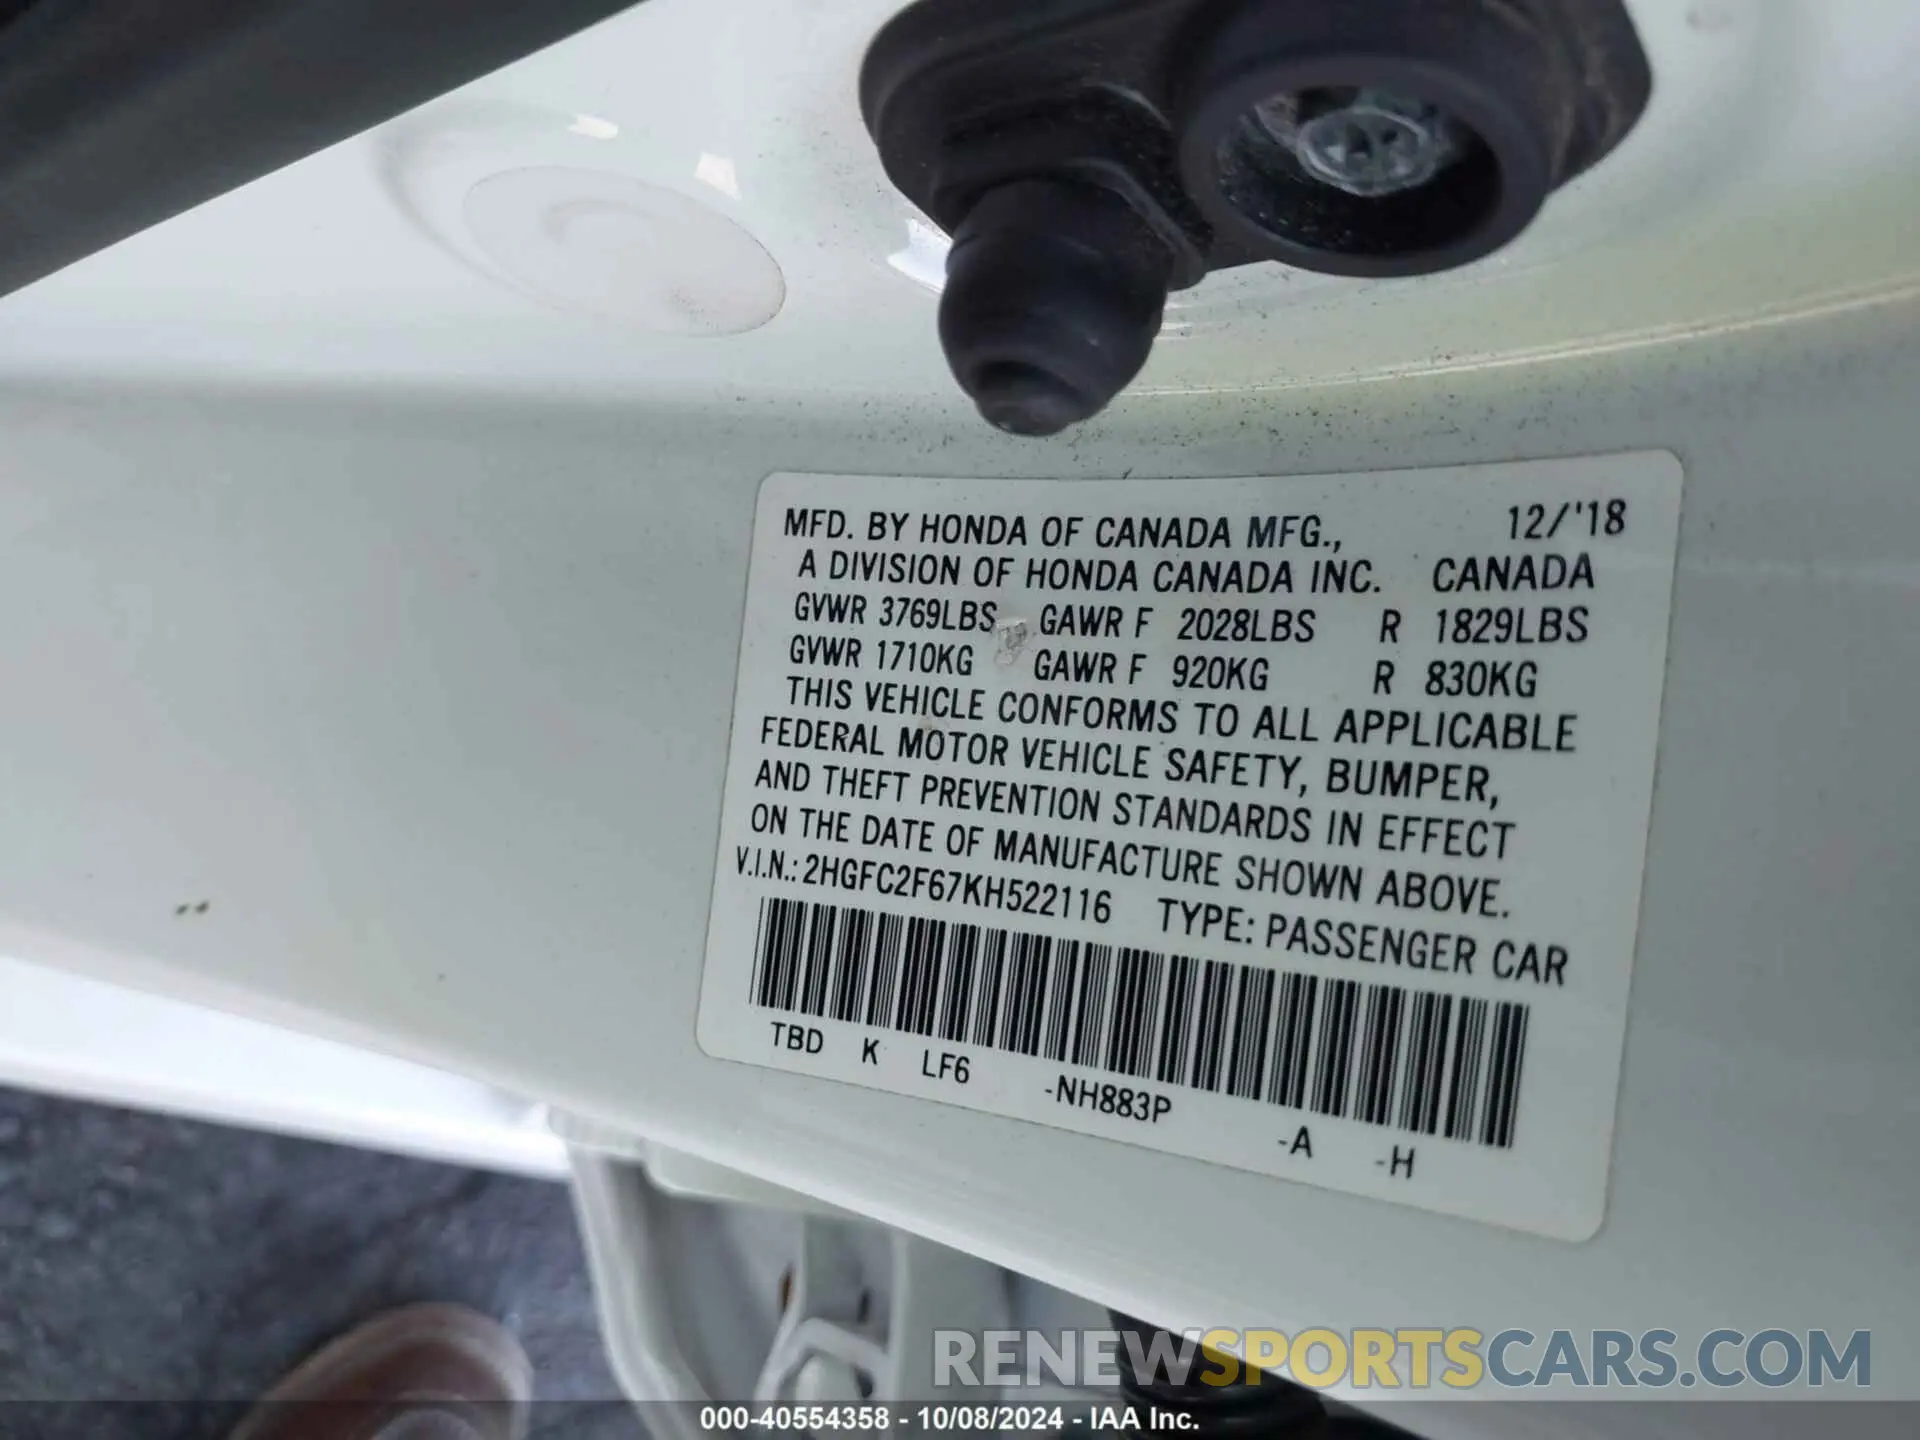 MFD. BY HONDA OF CANADA MFG., 12/'18
A DIVISION OF HONDA CANADA INC. CANADA
GVWR 3769LBS GAWR F 2028LBS R 1829LBS
GVWR 1710KG GAWR F 920KG R 830KG
THIS VEHICLE CONFORMS TO ALL APPLICABLE
FEDERAL MOTOR VEHICLE SAFETY, BUMPER,
AND THEFT PREVENTION STANDARDS IN EFFECT
ON THE DATE OF MANUFACTURE SHOWN ABOVE.
V.I.N.: 2HGFC2F67KH522116 TYPE: PASSENGER CAR
TBD K LF6 -NH883P -A -H
RENEWSPORTSCARS.COM
000-40554358 - 10/08/2024 - IAA Inc.